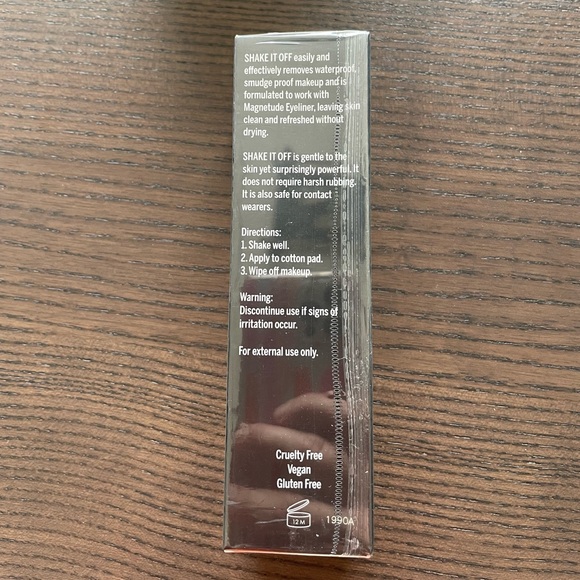 SHAKE IT OFF easily and
effectively removes waterproof,
smudge proof makeup and is
formulated to work with
Magnetude Eyeliner, leaving skin
clean and refreshed without
drying.
SHAKE IT OFF is gentle to the
skin yet surprisingly powerful. It
does not require harsh rubbing.
It is also safe for contact
wearers.
Directions:
1. Shake well.
2. Apply to cotton pad.
3. Wipe off makeup.
Warning:
Discontinue use if signs of
irritation occur.
For external use only.
Cruelty Free
Vegan
Gluten Free
12 M
1990A